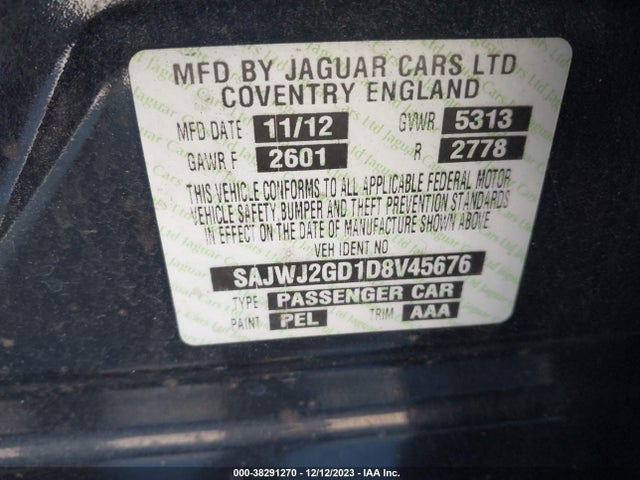 MFD BY JAGUAR CARS LTD
COVENTRY ENGLAND
MFD DATE 11/12 GVWR 5313
GAWR F 2601 R 2778
THIS VEHICLE CONFORMS TO ALL APPLICABLE FEDERAL MOTOR
VEHICLE SAFETY BUMPER AND THEFT PREVENTION STANDARDS
IN EFFECT ON THE DATE OF MANUFACTURE SHOWN ABOVE
VEH IDENT NO
SAJWJ2GD1D8V45676
TYPE PASSENGER CAR
PAINT PEL TRIM AAA
000-38291270 - 12/12/2023 - IAA Inc.